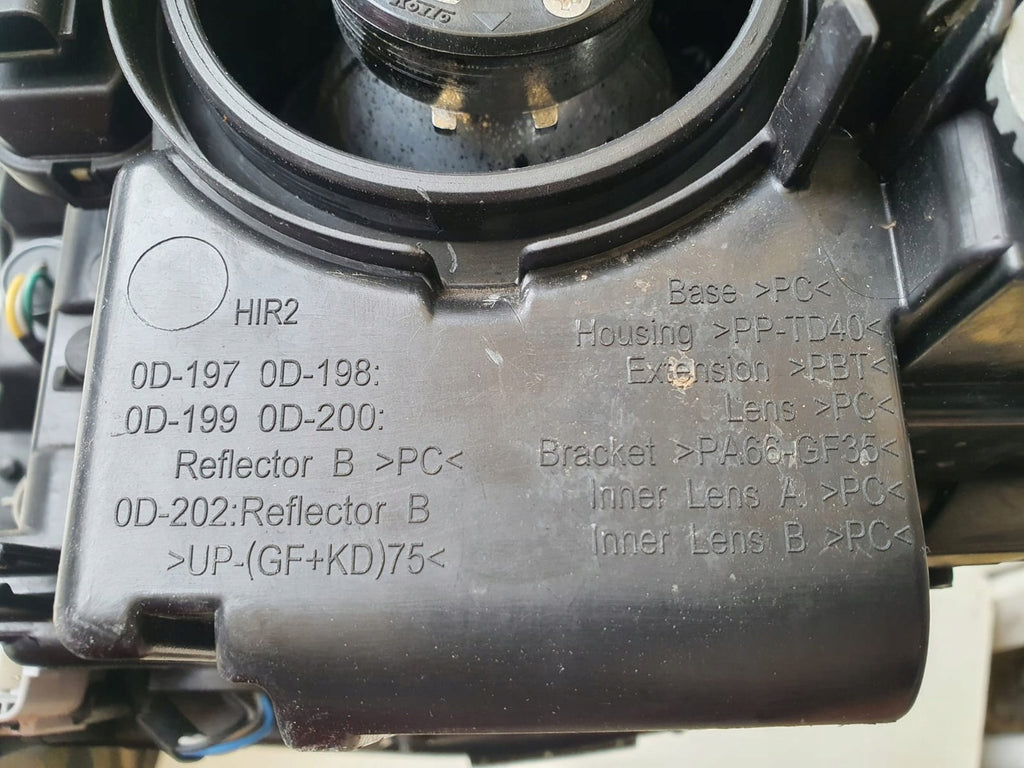 KOITO
HIR2
0D-197 0D-198:
0D-199 0D-200:
Reflector B >PC<
0D-202:Reflector B
>UP-(GF+KD)75<
Base >PC<
Housing >PP-TD40<
Extension >PBT<
Lens >PC<
Bracket >PA66-GF35<
Inner Lens A >PC<
Inner Lens B >PC<